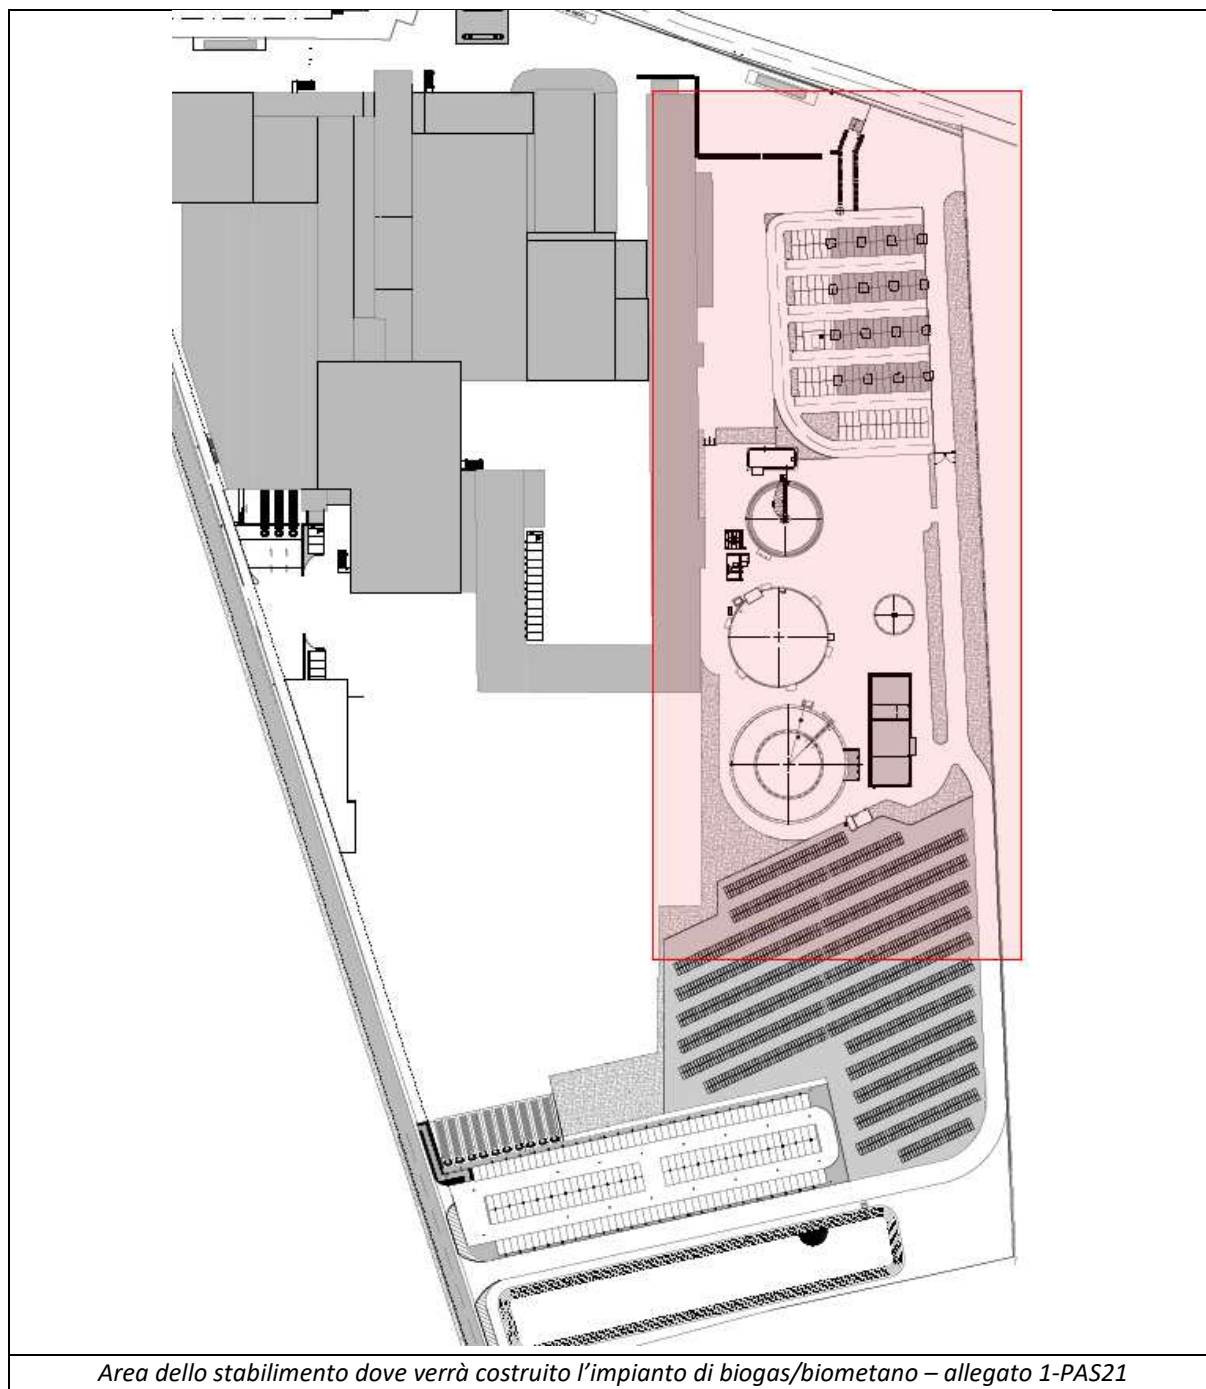 Area dello stabilimento dove verrà costruito l'impianto di biogas/biometano – allegato 1-PAS21